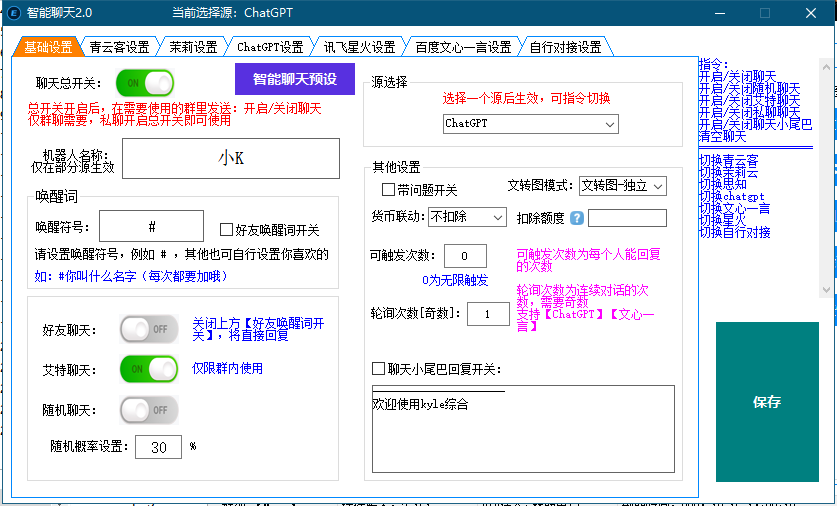 智能聊天2.0
当前选择源：ChatGPT
基础设置
青云客设置
茉莉设置
ChatGPT设置
讯飞星火设置
百度文心一言设置
自行对接设置
聊天总开关：
ON
智能聊天预设
总开关开启后，在需要使用的群里发送：开启/关闭聊天
仅群聊需要，私聊开启总开关即可使用
机器人名称：
仅在部分源生效
小K
唤醒词
唤醒符号：
#
好友唤醒词开关
请设置唤醒符号，例如 # ，其他也可自行设置你喜欢的
如：#你叫什么名字（每次都要加哦）
好友聊天：
OFF
关闭上方【好友唤醒词开
关】，将直接回复
艾特聊天：
ON
仅限群内使用
随机聊天：
OFF
随机概率设置：
30
%
源选择
选择一个源后生效，可指令切换
ChatGPT
其他设置
带问题开关
文转图模式：
文转图-独立
货币联动：
不扣除
扣除额度
?
可触发次数：
0
0为无限触发
可触发次数为每个人能回复
的次数
轮询次数[奇数]：
1
轮询次数为连续对话的次
数，需要奇数
支持【ChatGPT】【文心一
言】
聊天小尾巴回复开关：
欢迎使用kyle综合
指令：
开启/关闭聊天
开启/关闭随机聊天
开启/关闭艾特聊天
开启/关闭私聊聊天
开启/关闭聊天小尾巴
清空聊天
切换青云客
切换茉莉云
切换思知
切换chatgpt
切换文心一言
切换星火
切换自行对接
保存